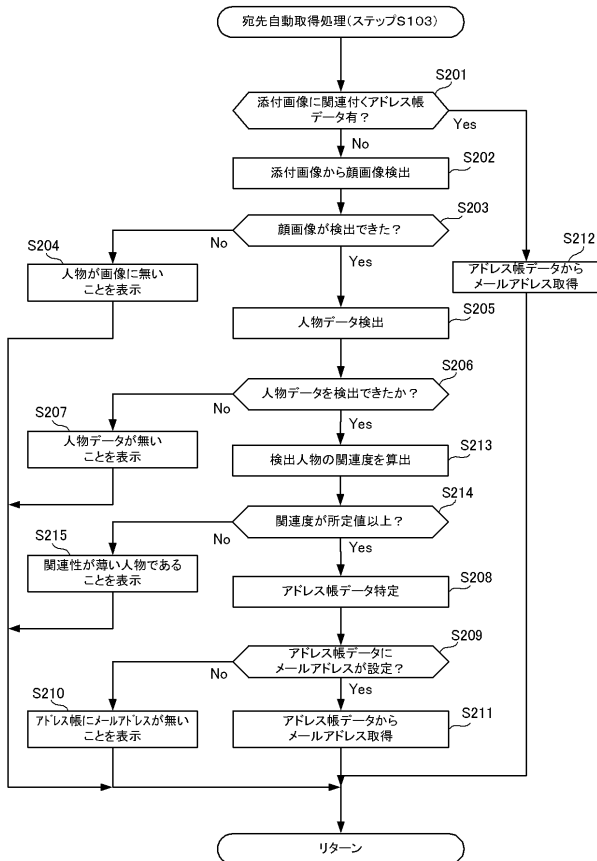 宛先自動取得処理(ステップS103)
S201
添付画像に関連付くアドレス帳
データ有？
Yes
No
S202
添付画像から顔画像検出
S203
顔画像が検出できた？
No
Yes
S204
人物が画像に無い
ことを表示
S212
アドレス帳データから
メールアドレス取得
S205
人物データ検出
S206
人物データを検出できたか？
No
Yes
S207
人物データが無い
ことを表示
S213
検出人物の関連度を算出
S214
関連度が所定値以上？
No
Yes
S215
関連性が薄い人物である
ことを表示
S208
アドレス帳データ特定
S209
アドレス帳データに
メールアドレスが設定？
No
Yes
S210
アドレス帳にメールアドレスが無い
ことを表示
S211
アドレス帳データから
メールアドレス取得
リターン